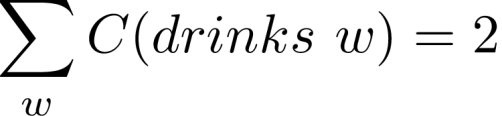 ∑_w C(drinks w) = 2